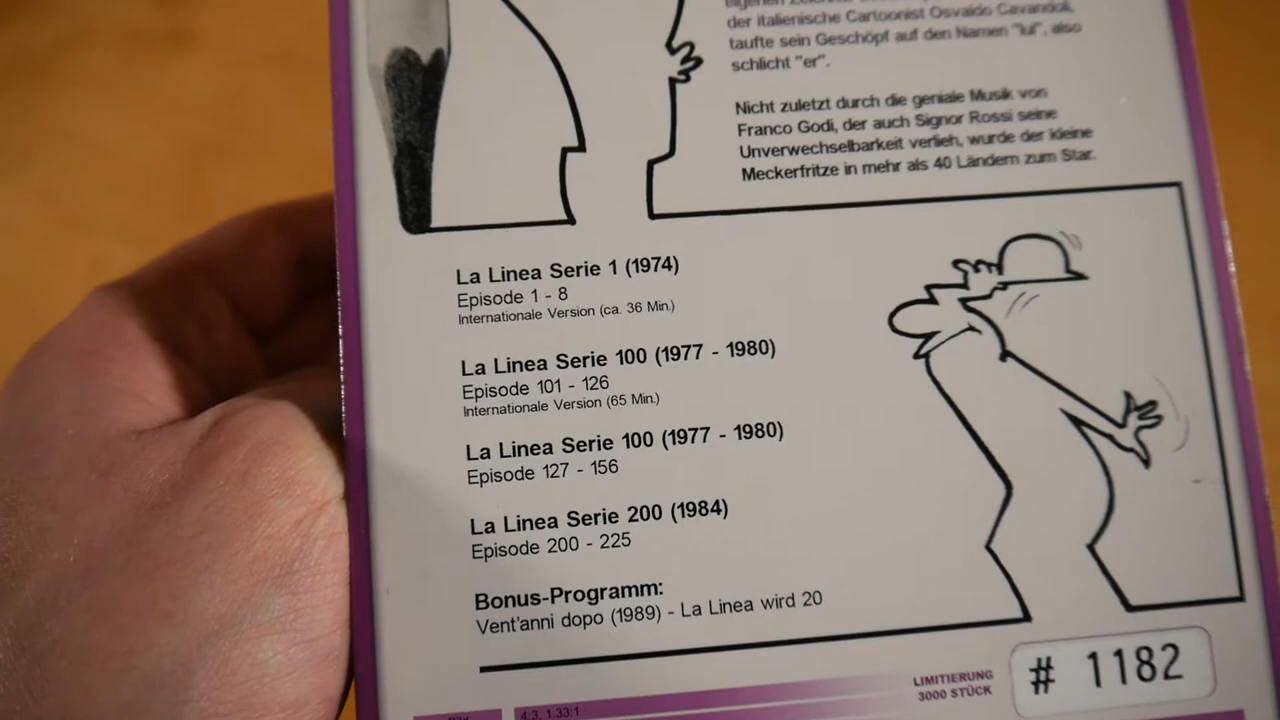 eigenen
der italienische Cartoonist Osvaldo Cavandoli,
taufte sein Geschöpf auf den Namen "lui", also
schlicht "er".
Nicht zuletzt durch die geniale Musik von
Franco Godi, der auch Signor Rossi seine
Unverwechselbarkeit verlieh, wurde der kleine
Meckerfritze in mehr als 40 Ländern zum Star.
La Linea Serie 1 (1974)
Episode 1 - 8
Internationale Version (ca. 36 Min.)
La Linea Serie 100 (1977 - 1980)
Episode 101 - 126
Internationale Version (65 Min.)
La Linea Serie 100 (1977 - 1980)
Episode 127 - 156
La Linea Serie 200 (1984)
Episode 200 - 225
Bonus-Programm:
Vent'anni dopo (1989) - La Linea wird 20
LIMITIERUNG
3000 STÜCK
# 1182
Bild
4:3, 1.33:1